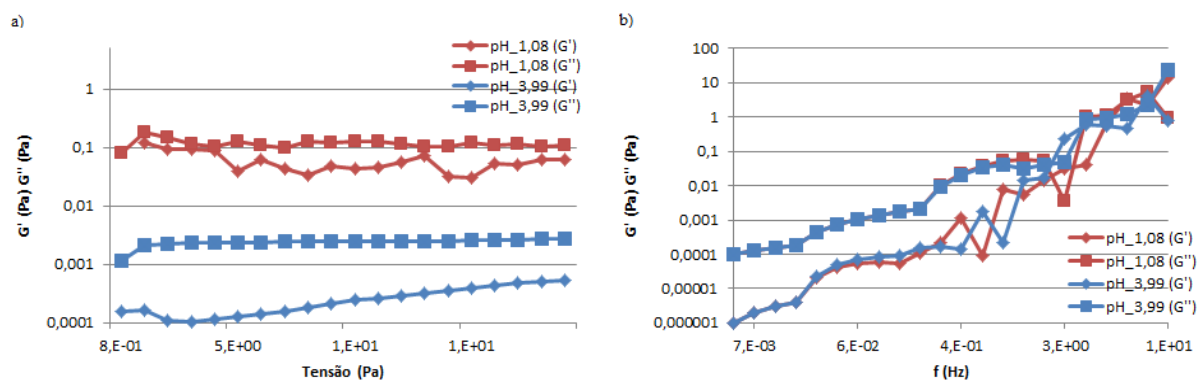 a)
pH_1,08 (G')
pH_1,08 (G'')
pH_3,99 (G')
pH_3,99 (G'')
G' (Pa) G'' (Pa)
1
0,1
0,01
0,001
0,0001
8,E-01
5,E+00
1,E+01
1,E+01
Tensão (Pa)
b)
G' (Pa) G'' (Pa)
100
10
1
0,1
0,01
0,001
0,0001
0,00001
0,000001
pH_1,08 (G')
pH_1,08 (G'')
pH_3,99 (G')
pH_3,99 (G'')
7,E-03
6,E-02
4,E-01
3,E+00
1,E+01
f (Hz)